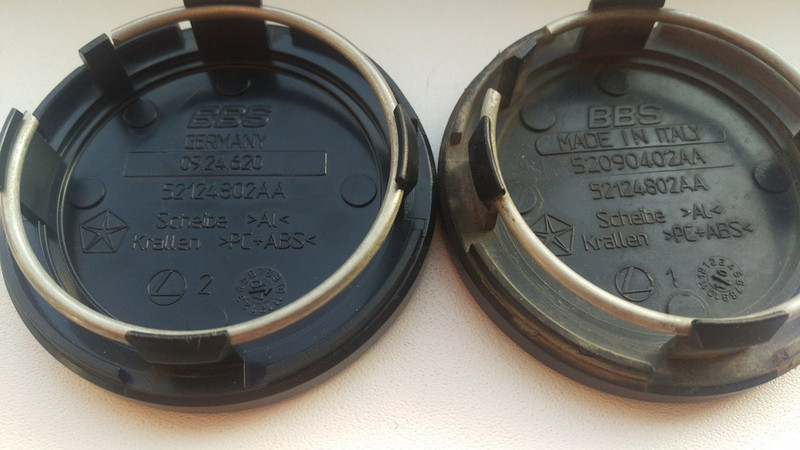 BBS
GERMANY
09.24.620
52124802AA
Scheibe >Al<
Krallen >PC+ABS<
2
BBS
MADE IN ITALY
52090402AA
52124802AA
Scheibe >Al<
Krallen >PC+ABS<
1